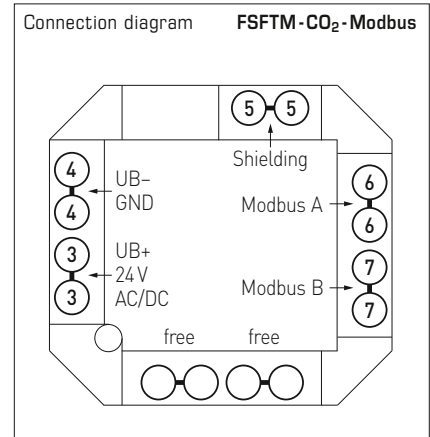 Connection diagram FSFTM - CO₂ - Modbus
5 5
Shielding
4
4
UB–
GND
3
3
UB+
24 V
AC/DC
Modbus A
6
6
Modbus B
7
7
free free